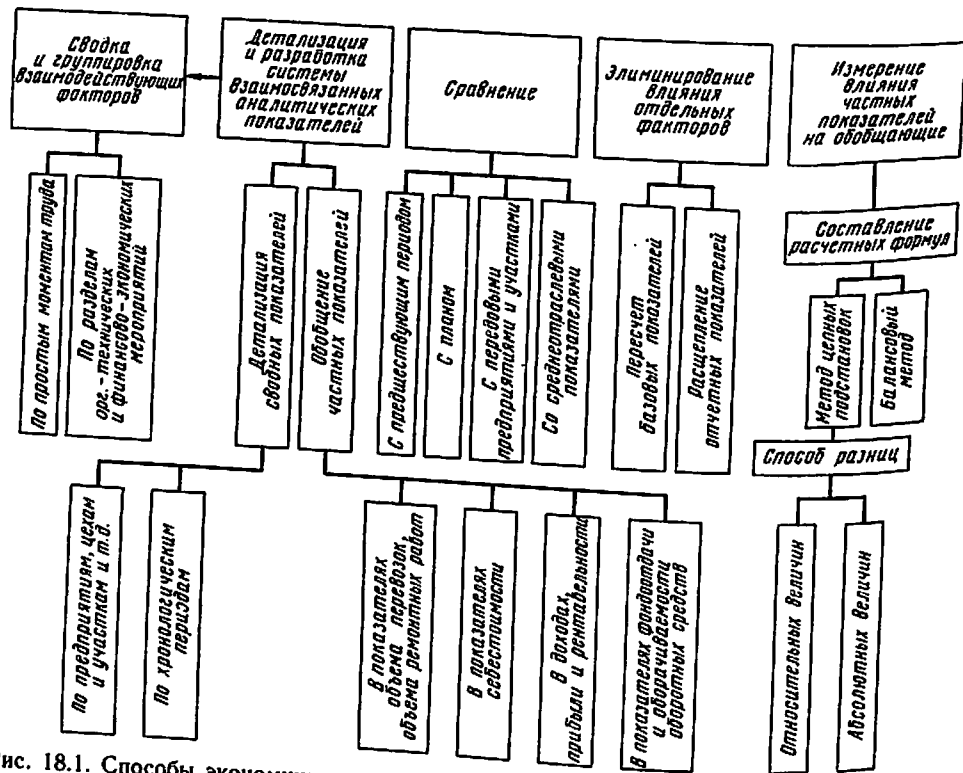 Сводка
и группировка
взаимодействующих
факторов
Детализация
и разработка
системы
взаимосвязанных
аналитических
показателей
Сравнение
Элиминирование
влияния
отдельных
факторов
Измерение
влияния
частных
показателей
на обобщающие
По простым моментам труда
По разделам
орг.-технических
и финансово-экономических
мероприятий
Детализация
сводных показателей
Обобщение
частных показателей
С предшествующим периодом
С планом
С передовыми
предприятиями и участками
Со среднеотраслевыми
показателями
Пересчет
базовых показателей
Расщепление
отчетных показателей
Составление
расчетных формул
Метод цепных
подстановок
Балансовый
метод
Способ разниц
По предприятиям, цехам
и участкам и т.д.
По хронологическим
периодам
В показателях
объема перевозок,
объема ремонтных работ
В показателях
себестоимости
В доходах,
прибыли и рентабельности
В показателях фондоотдачи
и оборачиваемости
оборотных средств
Относительных величин
Абсолютных величин
Рис. 18.1. Способы